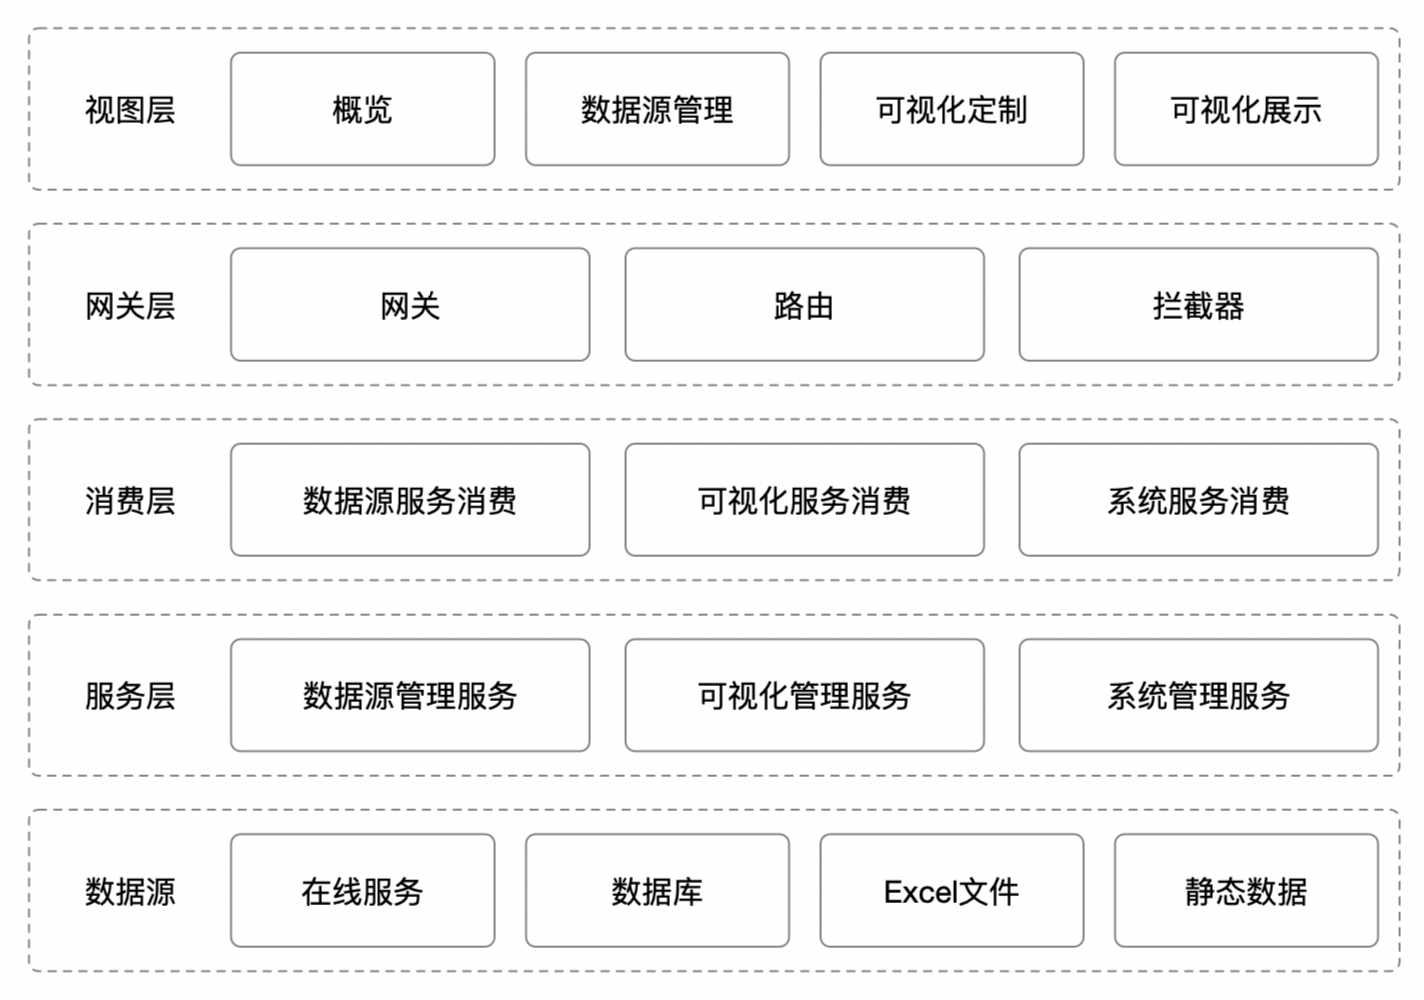 视图层
概览
数据源管理
可视化定制
可视化展示
网关层
网关
路由
拦截器
消费层
数据源服务消费
可视化服务消费
系统服务消费
服务层
数据源管理服务
可视化管理服务
系统管理服务
数据源
在线服务
数据库
Excel文件
静态数据